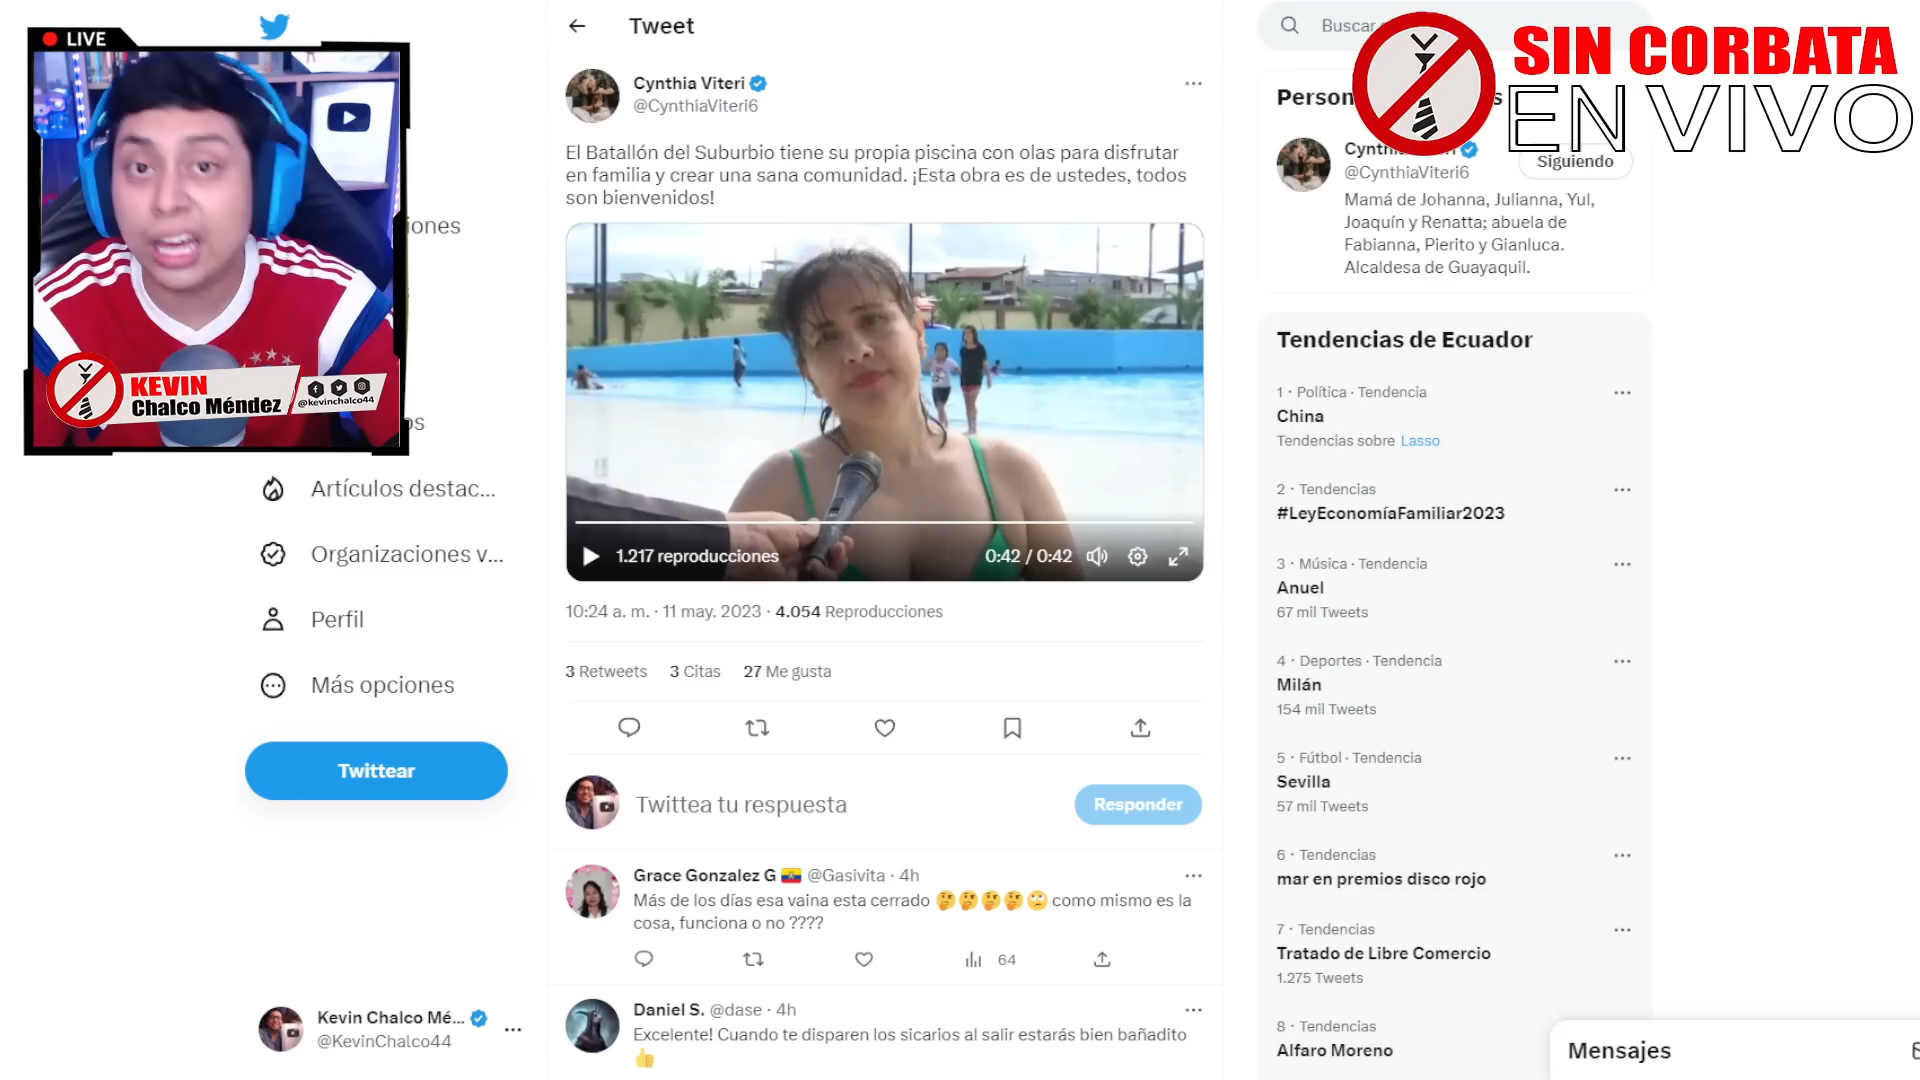 LIVE
KEVIN
Chalco Méndez
@kevinchalco44
iones
os
Artículos destac...
Organizaciones v...
Perfil
Más opciones
Twittear
Kevin Chalco Mé...
@KevinChalco44
Tweet
Cynthia Viteri
@CynthiaViteri6
El Batallón del Suburbio tiene su propia piscina con olas para disfrutar
en familia y crear una sana comunidad. ¡Esta obra es de ustedes, todos
son bienvenidos!
1.217 reproducciones
0:42 / 0:42
10:24 a. m. · 11 may. 2023 · 4.054 Reproducciones
3 Retweets 3 Citas 27 Me gusta
Twittea tu respuesta
Responder
Grace Gonzalez G @Gasivita · 4h
Más de los días esa vaina esta cerrado 🤔🤔🤔🤔🙄 como mismo es la
cosa, funciona o no ????
64
Daniel S. @dase · 4h
Excelente! Cuando te disparen los sicarios al salir estarás bien bañadito
👍
Buscar
SIN CORBATA
EN VIVO
Person
s
Cynth
@CynthiaViteri6
Siguiendo
Mamá de Johanna, Julianna, Yul,
Joaquín y Renatta; abuela de
Fabianna, Pierito y Gianluca.
Alcaldesa de Guayaquil.
Tendencias de Ecuador
1 · Política · Tendencia
China
Tendencias sobre Lasso
2 · Tendencias
#LeyEconomíaFamiliar2023
3 · Música · Tendencia
Anuel
67 mil Tweets
4 · Deportes · Tendencia
Milán
154 mil Tweets
5 · Fútbol · Tendencia
Sevilla
57 mil Tweets
6 · Tendencias
mar en premios disco rojo
7 · Tendencias
Tratado de Libre Comercio
1.275 Tweets
8 · Tendencias
Alfaro Moreno
Mensajes